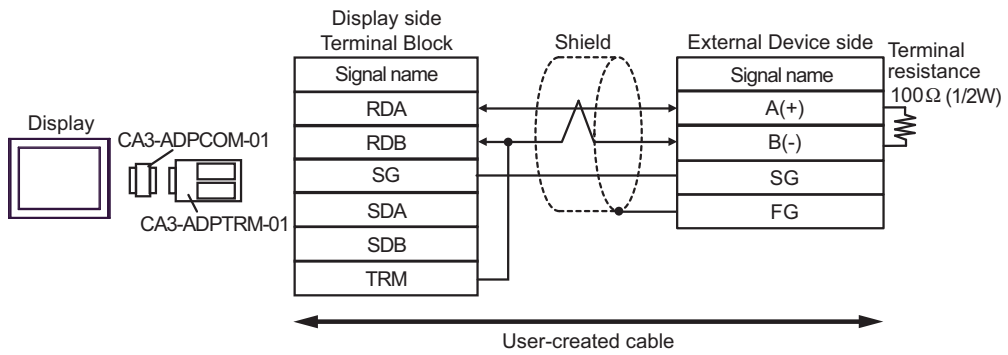 Display
CA3-ADPCOM-01
CA3-ADPTRM-01
Display side
Terminal Block
Signal name
RDA
RDB
SG
SDA
SDB
TRM
Shield
External Device side
Signal name
A(+)
B(-)
SG
FG
Terminal
resistance
100Ω (1/2W)
User-created cable